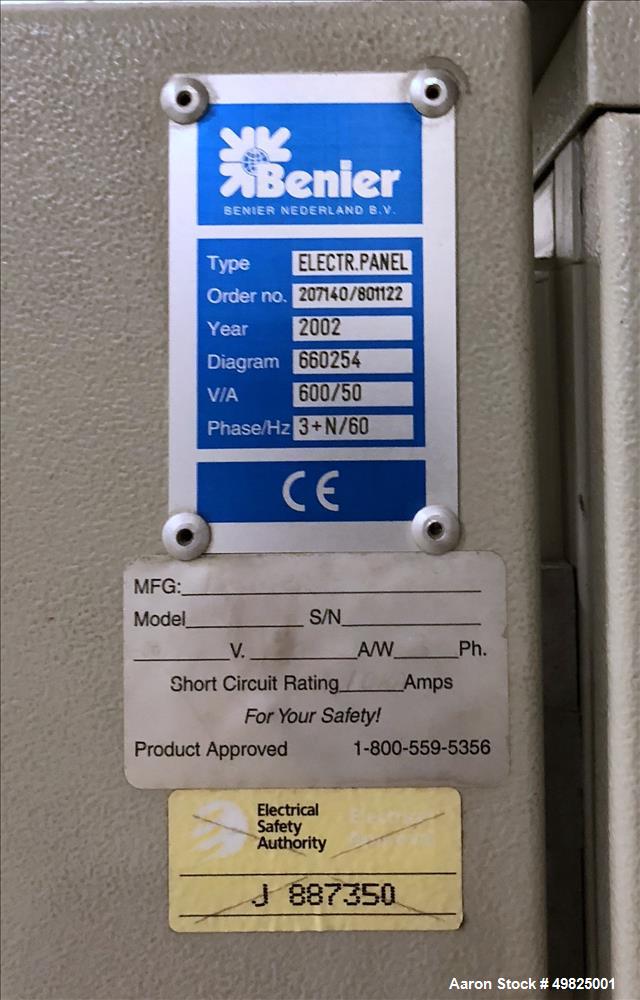 Benier
BENIER NEDERLAND B.V.
Type ELECTR.PANEL
Order no. 207140/801122
Year 2002
Diagram 660254
V/A 600/50
Phase/Hz 3+N/60
CE
MFG:
Model S/N
V. A/W Ph.
Short Circuit Rating Amps
For Your Safety!
Product Approved 1-800-559-5356
Electrical
Safety
Authority
J 887350
Aaron Stock # 49825001